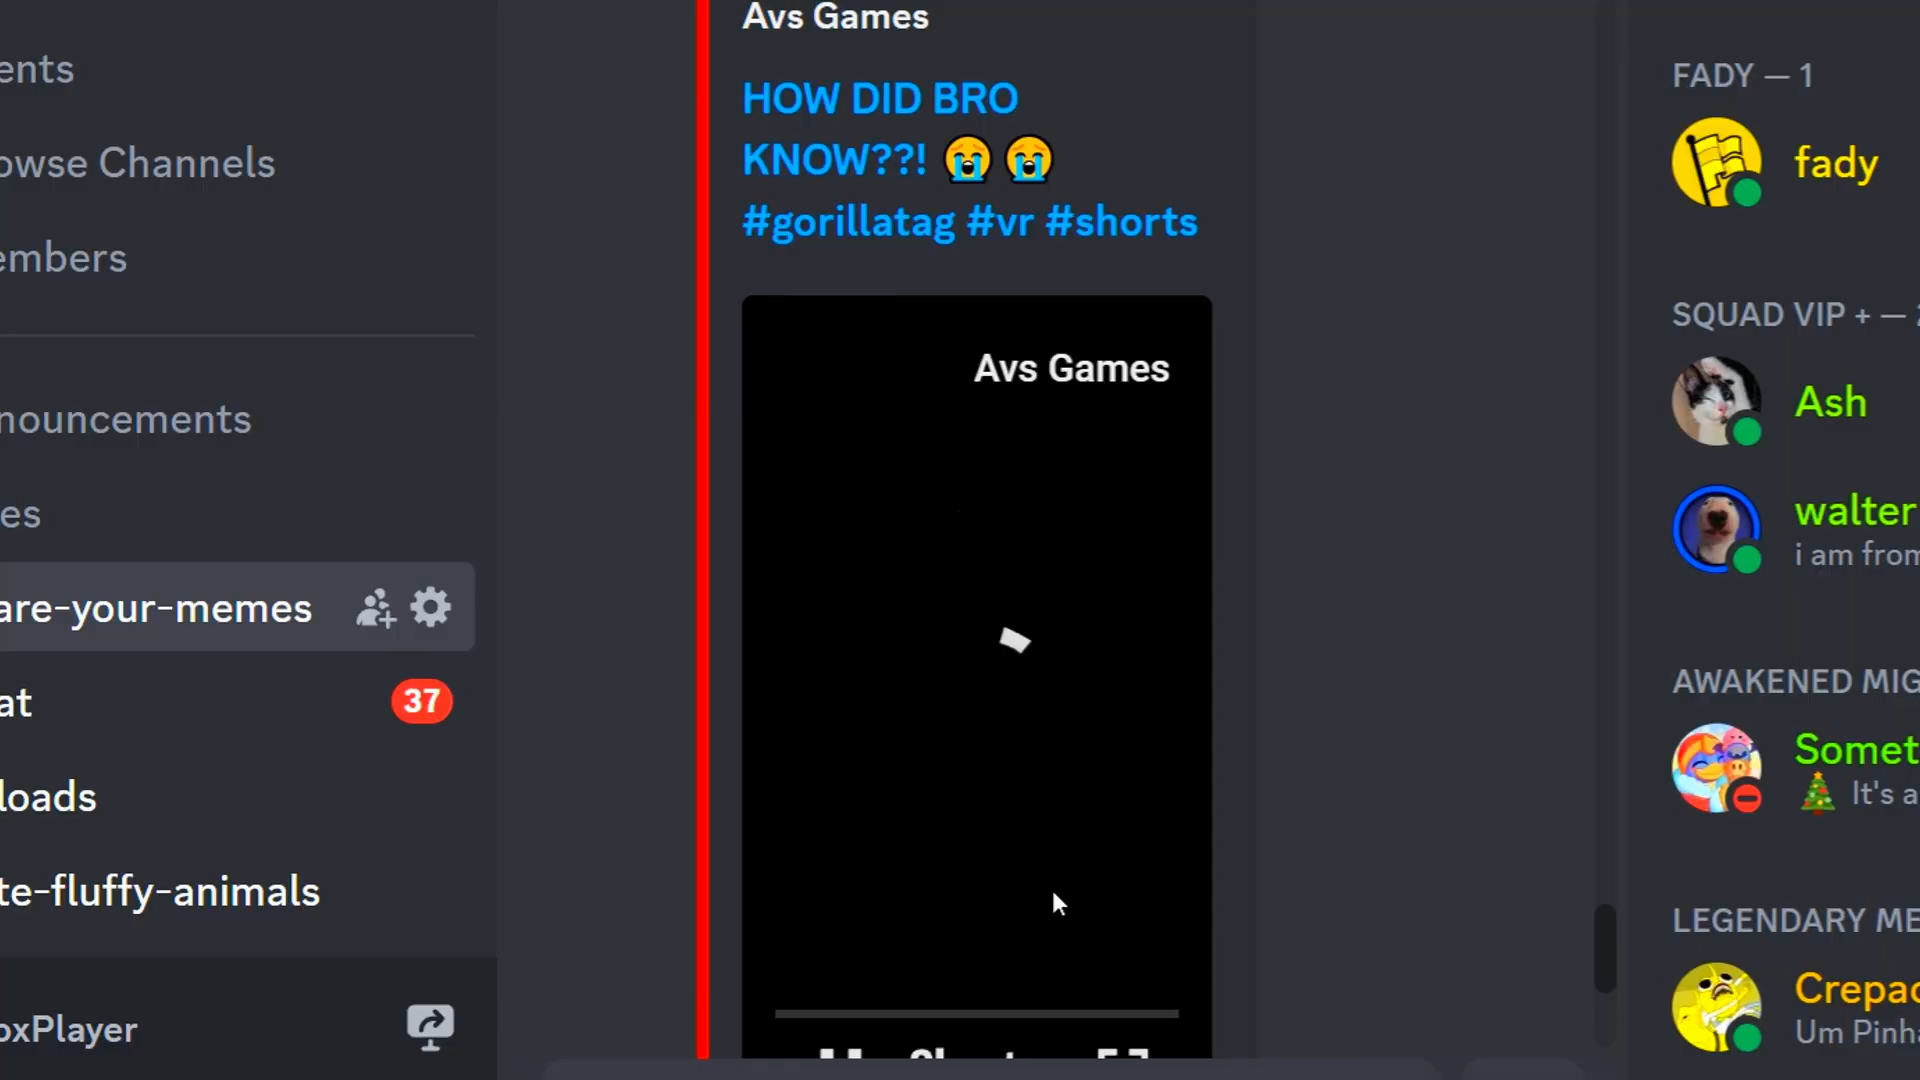 ents
owse Channels
embers
nouncements
es
are-your-memes
at
37
loads
te-fluffy-animals
oxPlayer
Avs Games
HOW DID BRO
KNOW??! 😭 😭
#gorillatag #vr #shorts
Avs Games
FADY — 1
fady
SQUAD VIP + —
Ash
walter
i am from
AWAKENED MIG
Somet
🎄 It's a
LEGENDARY ME
Crepac
Um Pinha